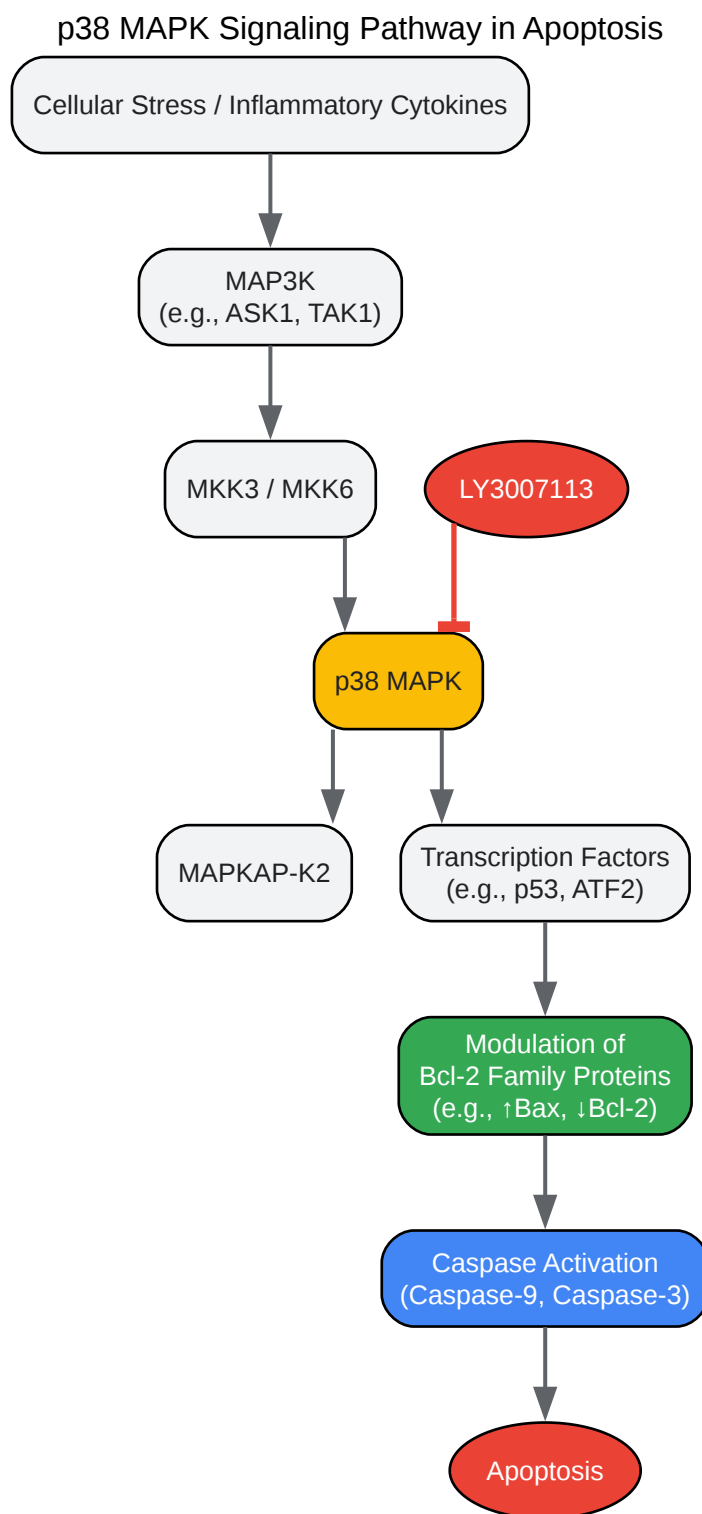 p38 MAPK Signaling Pathway in Apoptosis
Cellular Stress / Inflammatory Cytokines
MAP3K
(e.g., ASK1, TAK1)
MKK3 / MKK6
LY3007113
p38 MAPK
MAPKAP-K2
Transcription Factors
(e.g., p53, ATF2)
Modulation of
Bcl-2 Family Proteins
(e.g., ↑Bax, ↓Bcl-2)
Caspase Activation
(Caspase-9, Caspase-3)
Apoptosis